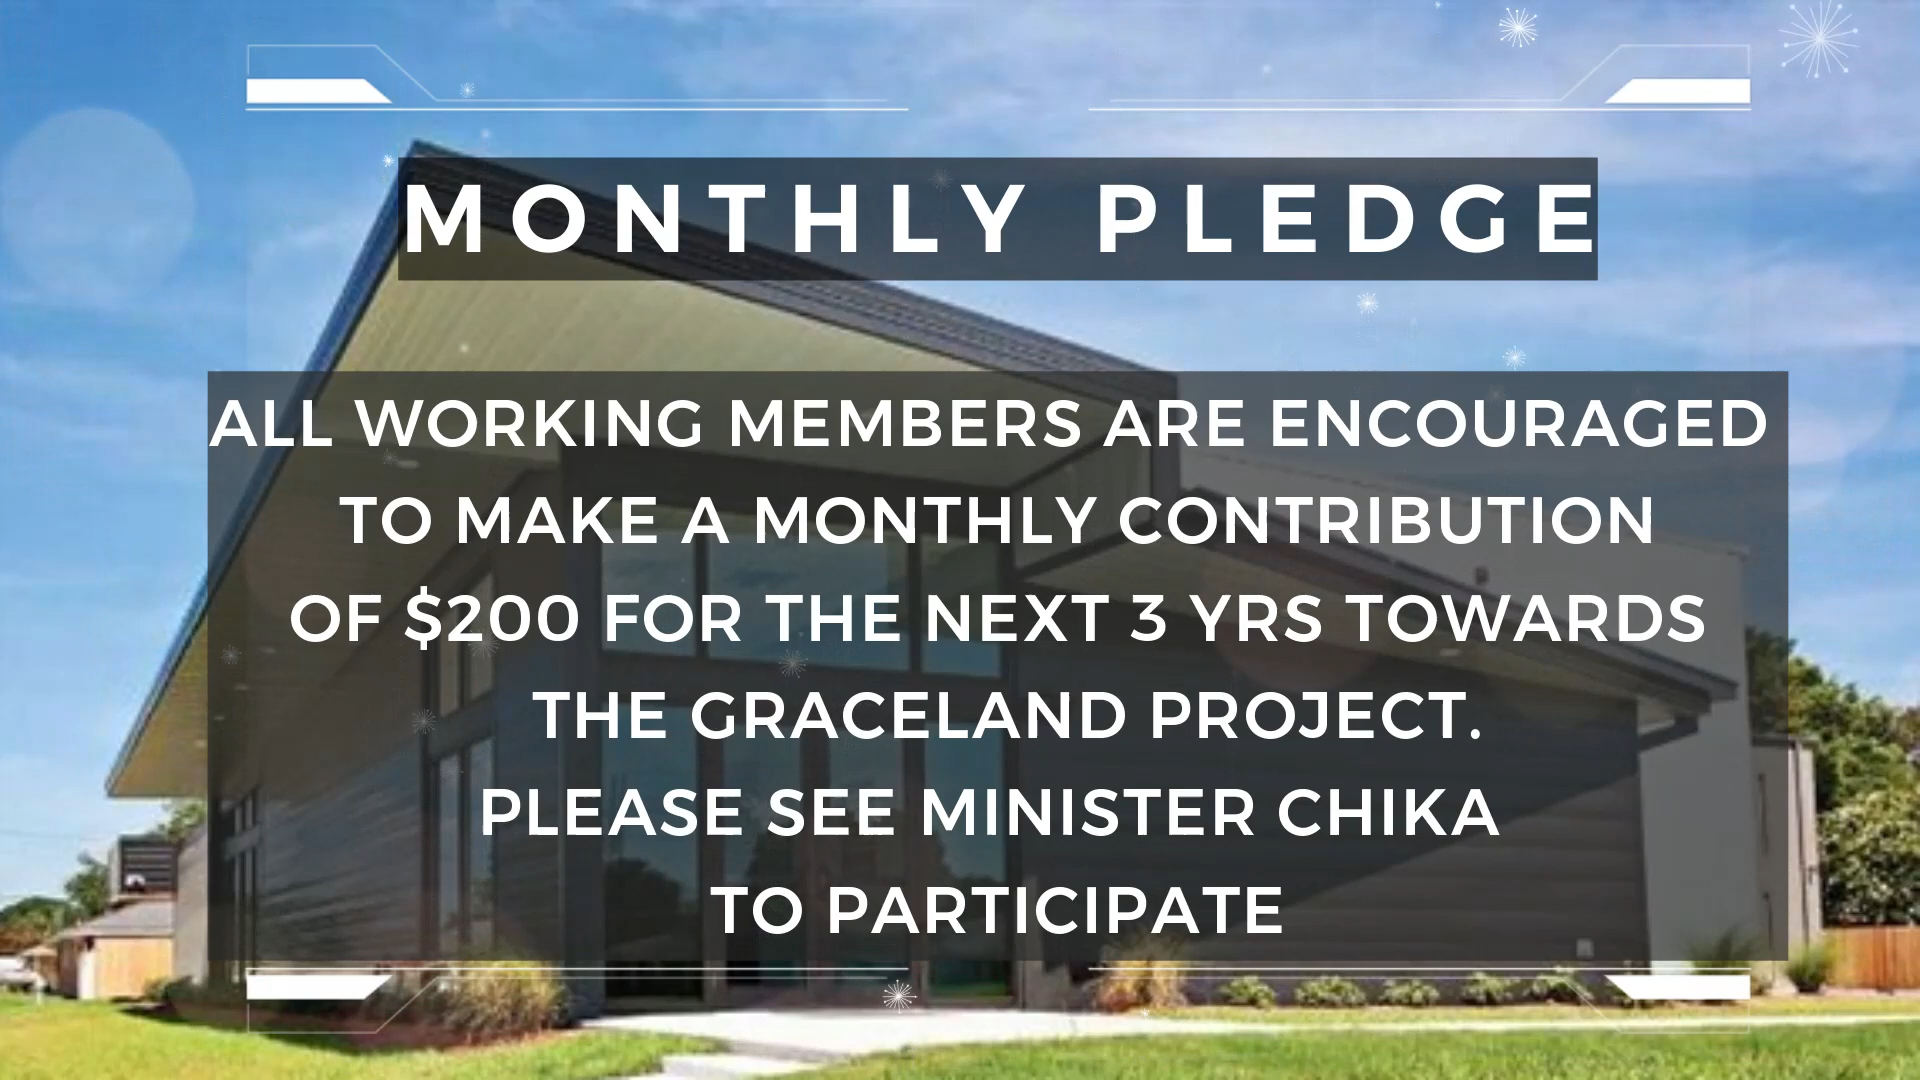 MONTHLY PLEDGE
ALL WORKING MEMBERS ARE ENCOURAGED
TO MAKE A MONTHLY CONTRIBUTION
OF $200 FOR THE NEXT 3 YRS TOWARDS
THE GRACELAND PROJECT.
PLEASE SEE MINISTER CHIKA
TO PARTICIPATE